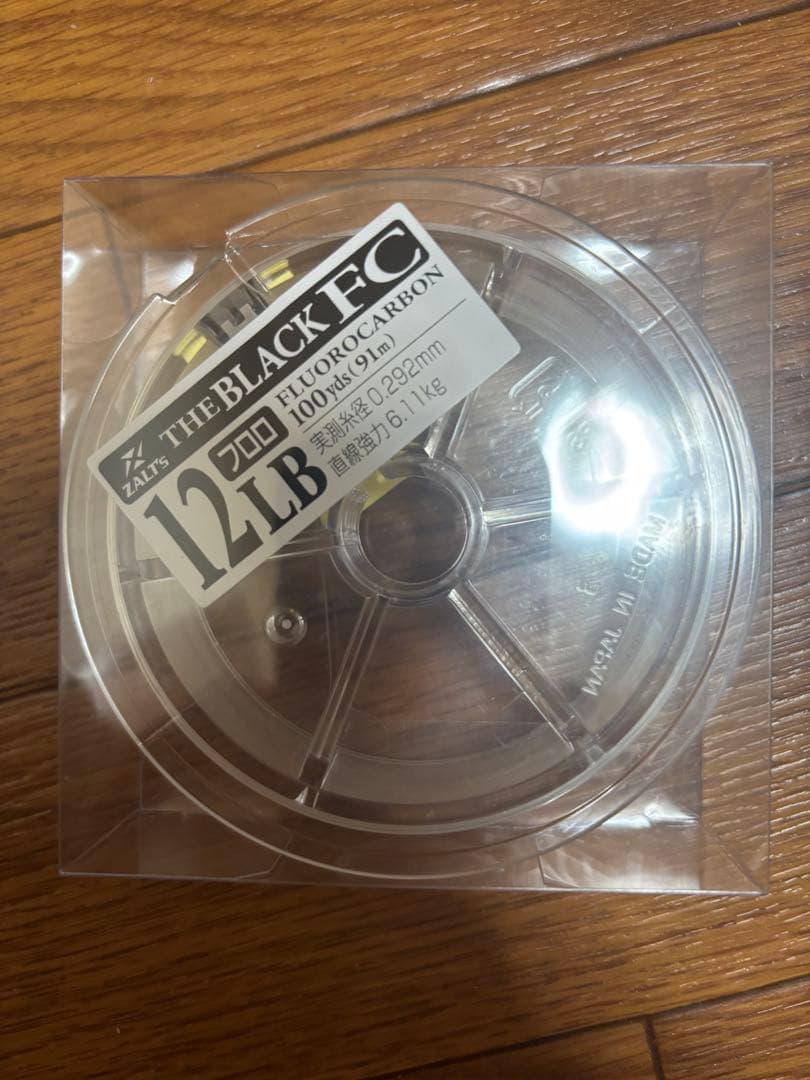 ZALT'S
THE BLACK FC
フロロ
FLUOROCARBON
100yds(91m)
12LB
実測糸径 0.292mm
直線強力 6.11kg
MADE IN JAPAN